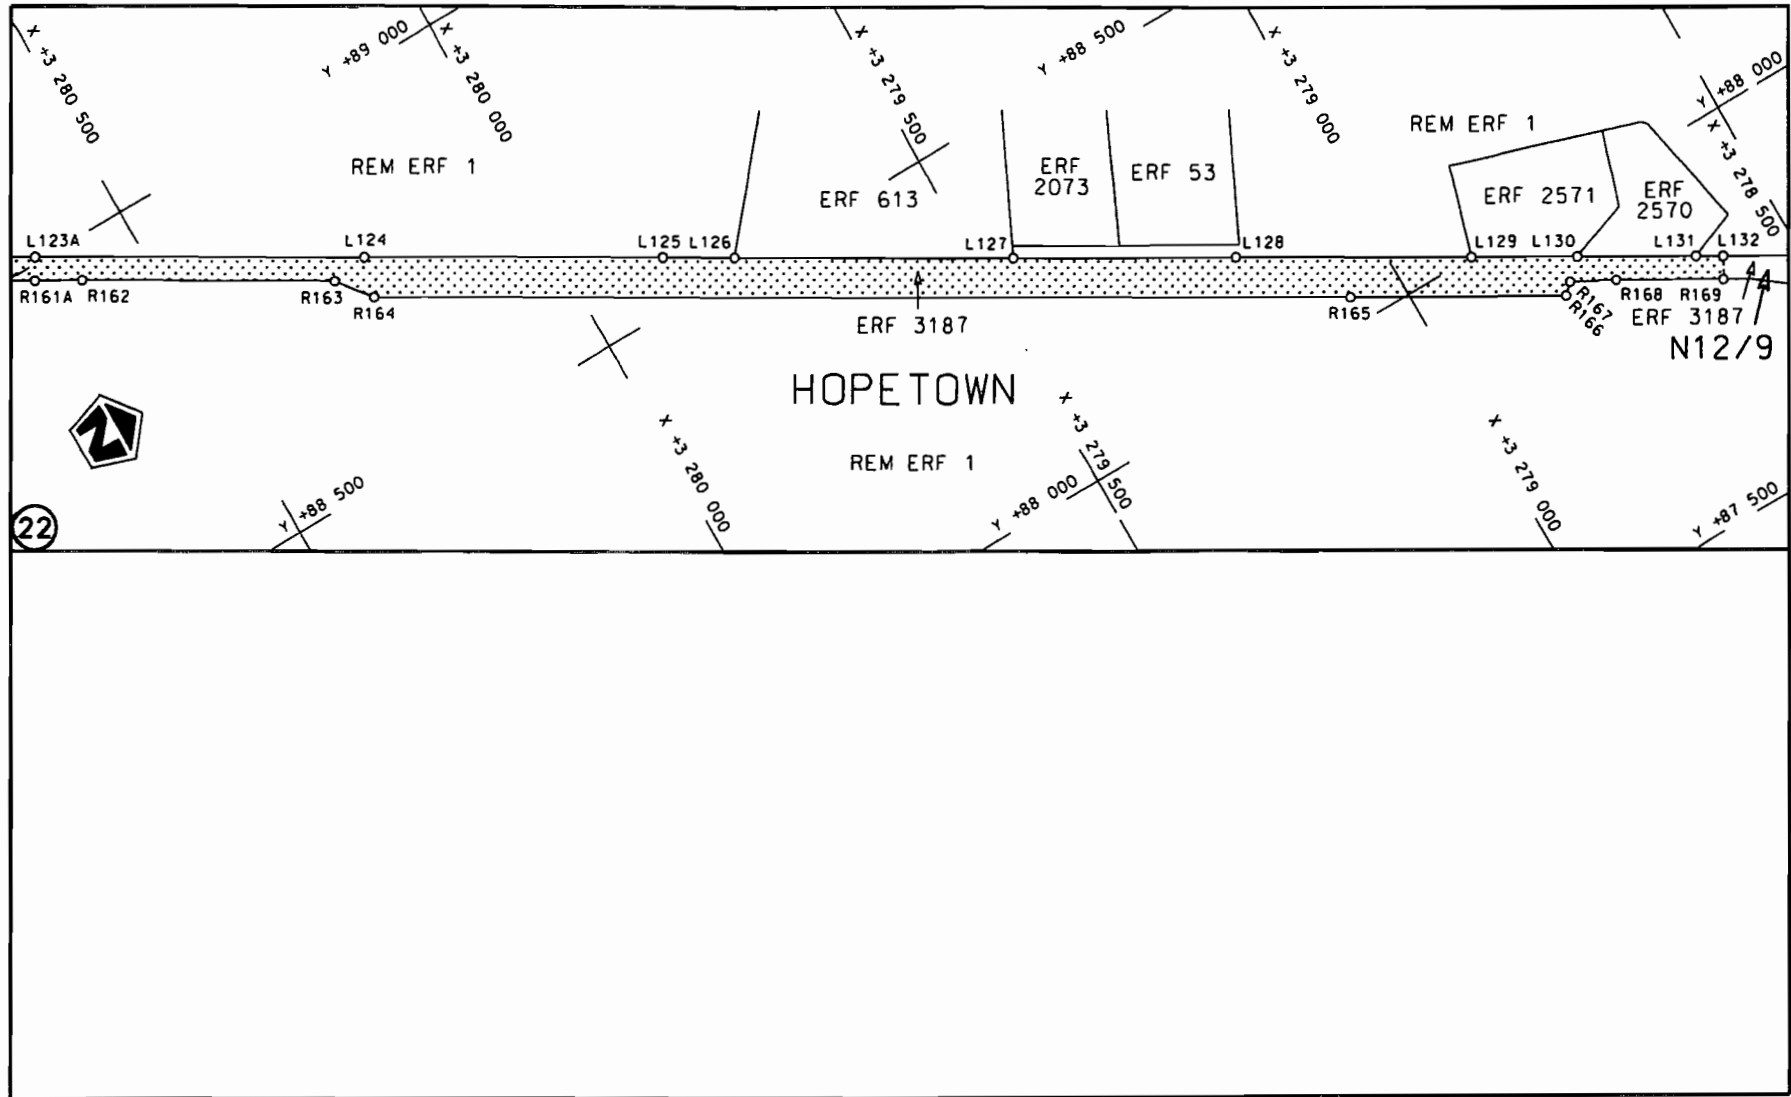 X +3 280 500
Y +89 000
X +3 280 000
X +3 279 500
Y +88 500
X +3 279 000
Y +88 000
X +3 278 500
REM ERF 1
REM ERF 1
ERF 613
ERF
2073
ERF 53
ERF 2571
ERF
2570
L123A
L124
L125
L126
L127
L128
L129
L130
L131
L132
R161A
R162
R163
R164
R165
R166
R167
R168
R169
ERF 3187
ERF 3187
N12/9
HOPETOWN
REM ERF 1
N
22
Y +88 500
X +3 280 000
Y +88 000
X +3 279 500
X +3 279 000
Y +87 500